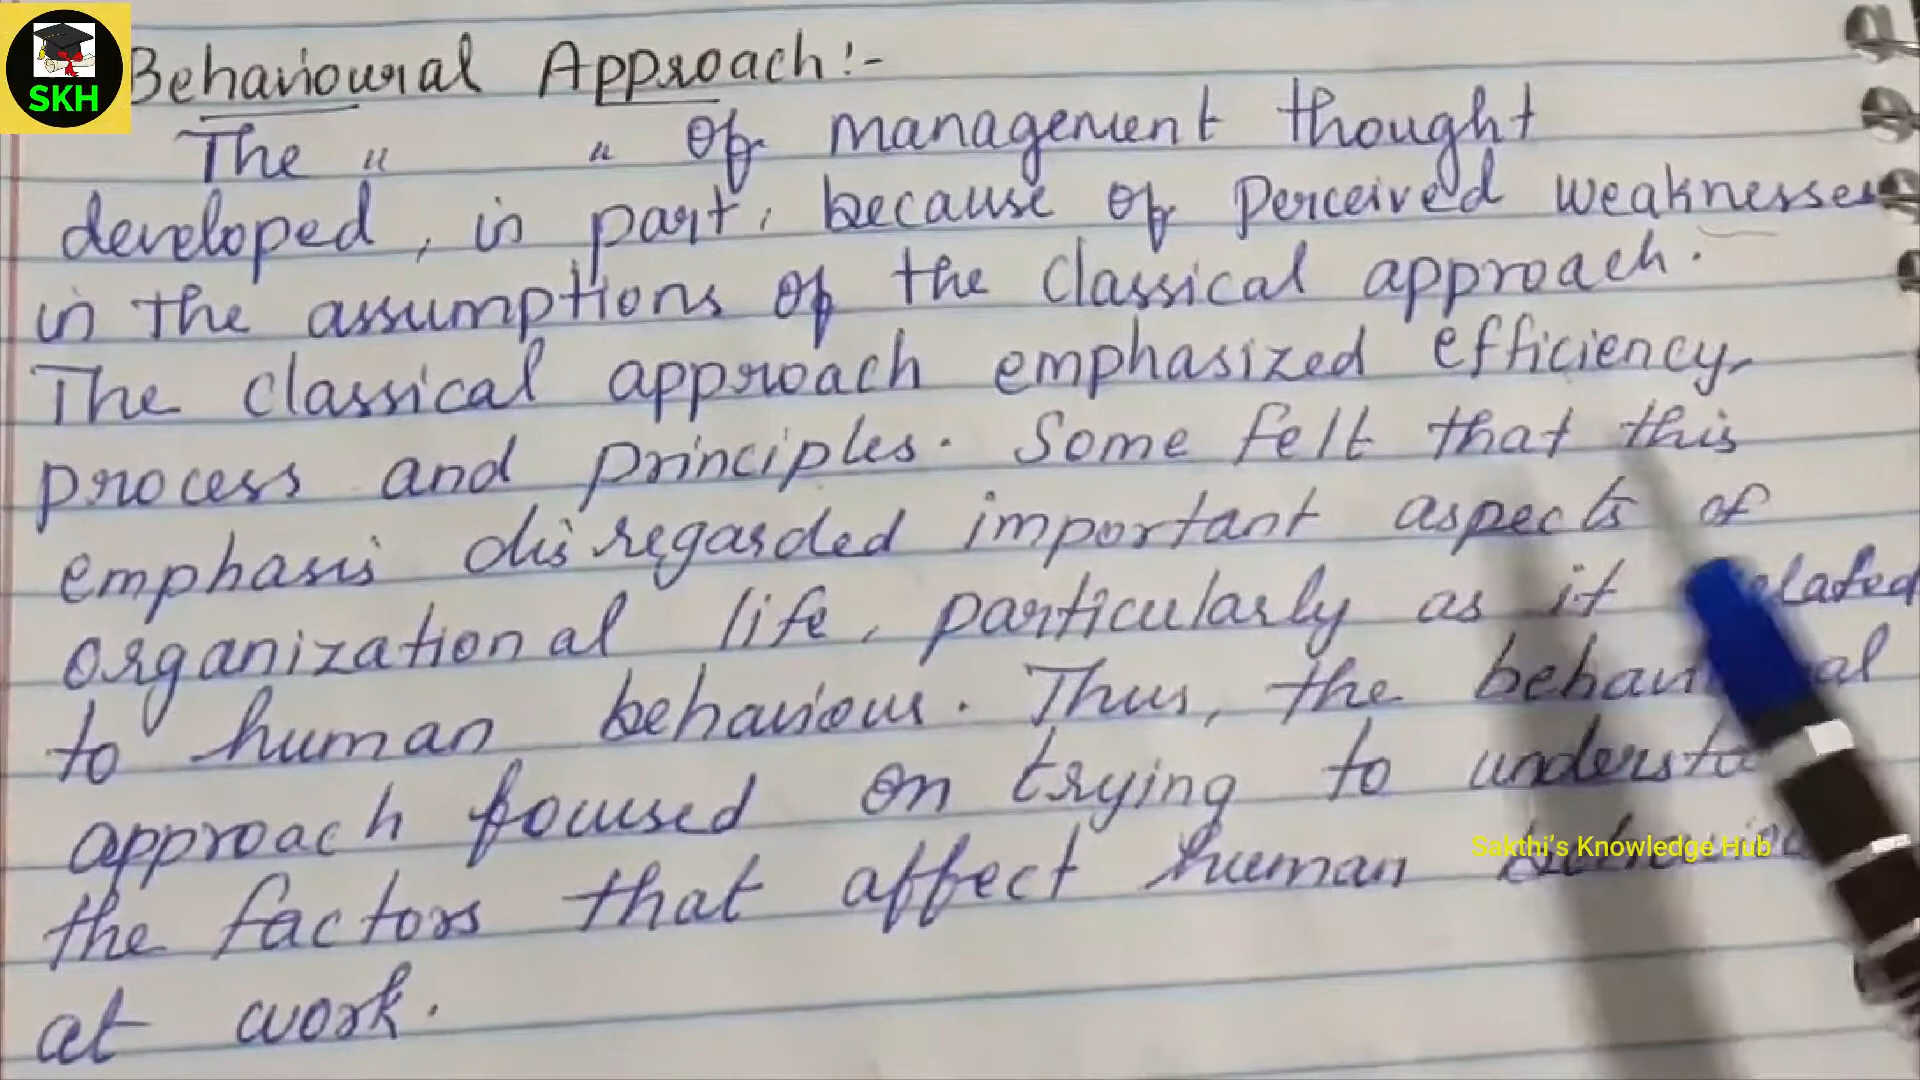 SKH
Behavioural Approach:-
The " " of management thought
developed, in part, because of perceived weaknesses
in the assumptions of the classical approach.
The classical approach emphasized efficiency,
process and principles. Some felt that this
emphasis disregarded important aspects of
organizational life, particularly as it
to human behaviour. Thus, the
approach focused on trying to
the factors that affect human
Sakthi's Knowledge Hub
at work.